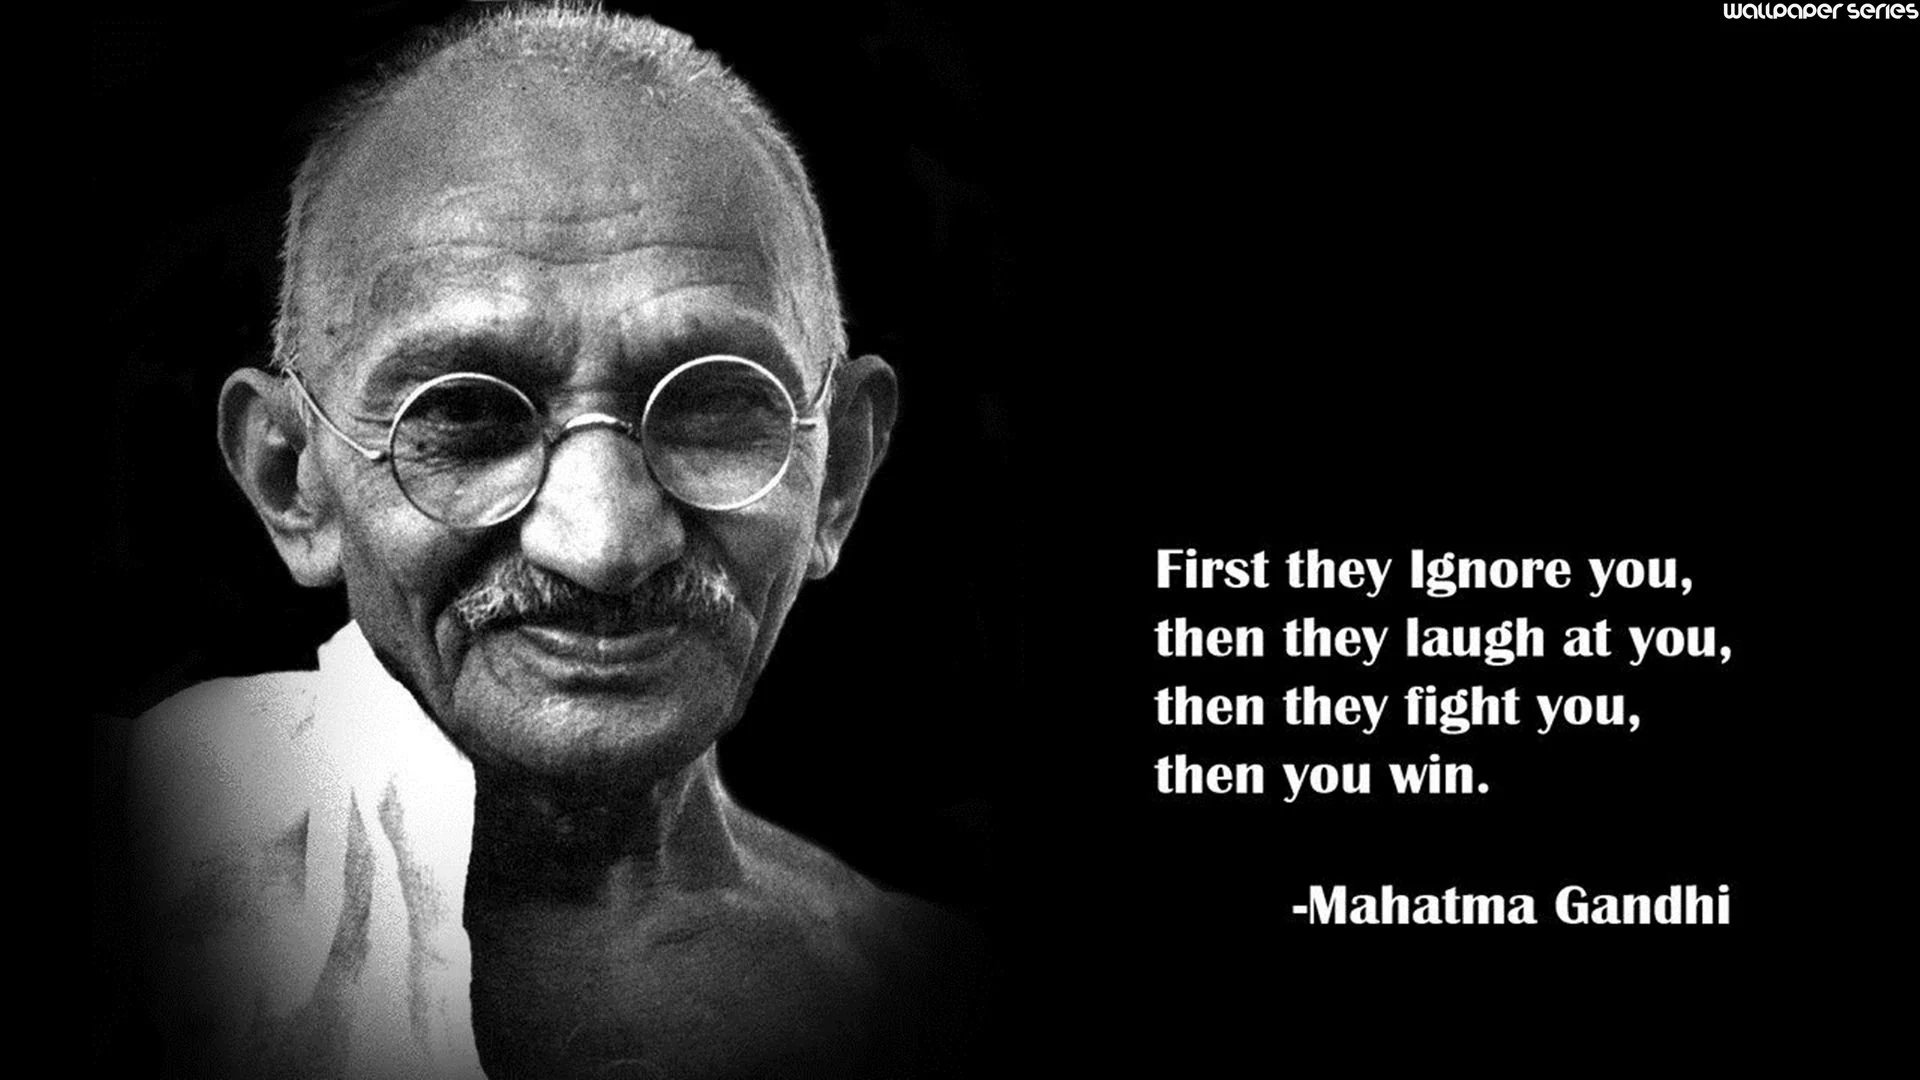 wallpaper series
First they Ignore you,
then they laugh at you,
then they fight you,
then you win.
-Mahatma Gandhi